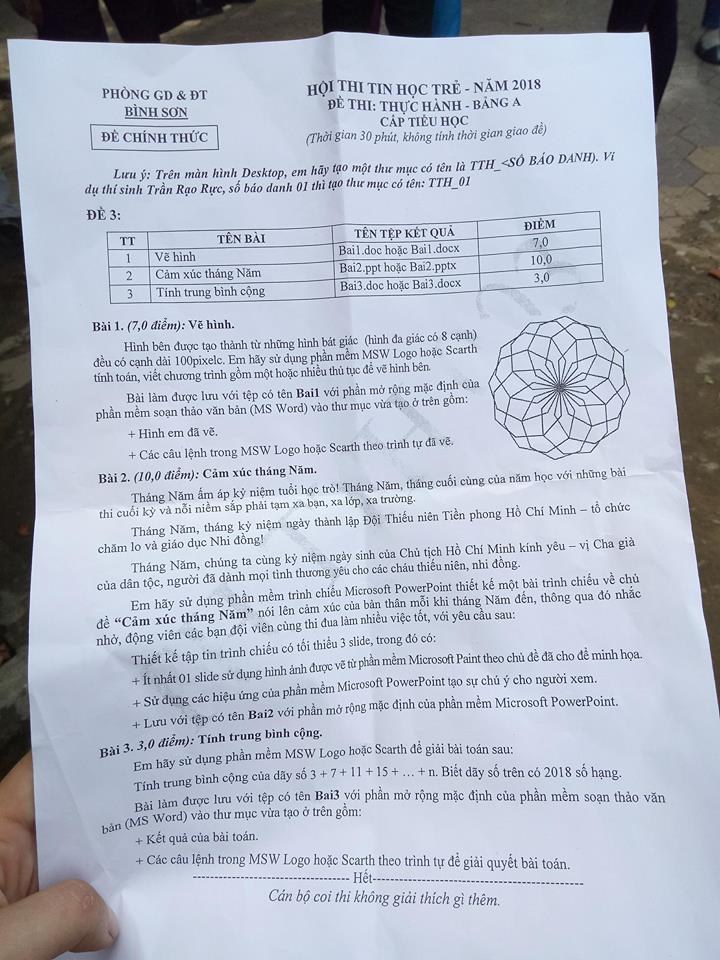 PHÒNG GD & ĐT
BÌNH SƠN
ĐỀ CHÍNH THỨC
HỘI THI TIN HỌC TRẺ - NĂM 2018
ĐỀ THI: THỰC HÀNH - BẢNG A
CẤP TIỂU HỌC
(Thời gian 30 phút, không tính thời gian giao đề)
Lưu ý: Trên màn hình Desktop, em hãy tạo một thư mục có tên là TTH_<SỐ BÁO DANH). Ví
dụ thí sinh Trần Rạo Rực, số báo danh 01 thì tạo thư mục có tên: TTH_01
ĐỀ 3:
TT TÊN BÀI TÊN TỆP KẾT QUẢ ĐIỂM
1 Vẽ hình Bai1.doc hoặc Bai1.docx 7,0
2 Cảm xúc tháng Năm Bai2.ppt hoặc Bai2.pptx 10,0
3 Tính trung bình cộng Bai3.doc hoặc Bai3.docx 3,0
Bài 1. (7,0 điểm): Vẽ hình.
Hình bên được tạo thành từ những hình bát giác (hình đa giác có 8 cạnh)
đều có cạnh dài 100pixelc. Em hãy sử dụng phần mềm MSW Logo hoặc Scarth
tính toán, viết chương trình gồm một hoặc nhiều thủ tục để vẽ hình bên.
Bài làm được lưu với tệp có tên Bai1 với phần mở rộng mặc định của
phần mềm soạn thảo văn bản (MS Word) vào thư mục vừa tạo ở trên gồm:
+ Hình em đã vẽ.
+ Các câu lệnh trong MSW Logo hoặc Scarth theo trình tự đã vẽ.
Bài 2. (10,0 điểm): Cảm xúc tháng Năm.
Tháng Năm ấm áp kỷ niệm tuổi học trò! Tháng Năm, tháng cuối cùng của năm học với những bài
thi cuối kỳ và nỗi niềm sắp phải tạm xa bạn, xa lớp, xa trường.
Tháng Năm, tháng kỷ niệm ngày thành lập Đội Thiếu niên Tiền phong Hồ Chí Minh – tổ chức
chăm lo và giáo dục Nhi đồng!
Tháng Năm, chúng ta cùng kỷ niệm ngày sinh của Chủ tịch Hồ Chí Minh kính yêu – vị Cha già
của dân tộc, người đã dành mọi tình thương yêu cho các cháu thiếu niên, nhi đồng.
Em hãy sử dụng phần mềm trình chiếu Microsoft PowerPoint thiết kế một bài trình chiếu về chủ
đề “Cảm xúc tháng Năm” nói lên cảm xúc của bản thân mỗi khi tháng Năm đến, thông qua đó nhắc
nhở, động viên các bạn đội viên cùng thi đua làm nhiều việc tốt, với yêu cầu sau:
Thiết kế tập tin trình chiếu có tối thiểu 3 slide, trong đó có:
+ Ít nhất 01 slide sử dụng hình ảnh được vẽ từ phần mềm Microsoft Paint theo chủ đề đã cho để minh họa.
+ Sử dụng các hiệu ứng của phần mềm Microsoft PowerPoint tạo sự chú ý cho người xem.
+ Lưu với tệp có tên Bai2 với phần mở rộng mặc định của phần mềm Microsoft PowerPoint.
Bài 3. 3,0 điểm): Tính trung bình cộng.
Em hãy sử dụng phần mềm MSW Logo hoặc Scarth để giải bài toán sau:
Tính trung bình cộng của dãy số 3 + 7 + 11 + 15 + … + n. Biết dãy số trên có 2018 số hạng.
Bài làm được lưu với tệp có tên Bai3 với phần mở rộng mặc định của phần mềm soạn thảo văn
bản (MS Word) vào thư mục vừa tạo ở trên gồm:
+ Kết quả của bài toán.
+ Các câu lệnh trong MSW Logo hoặc Scarth theo trình tự để giải quyết bài toán.
------------------------------------ Hết------------------------------------
Cán bộ coi thi không giải thích gì thêm.